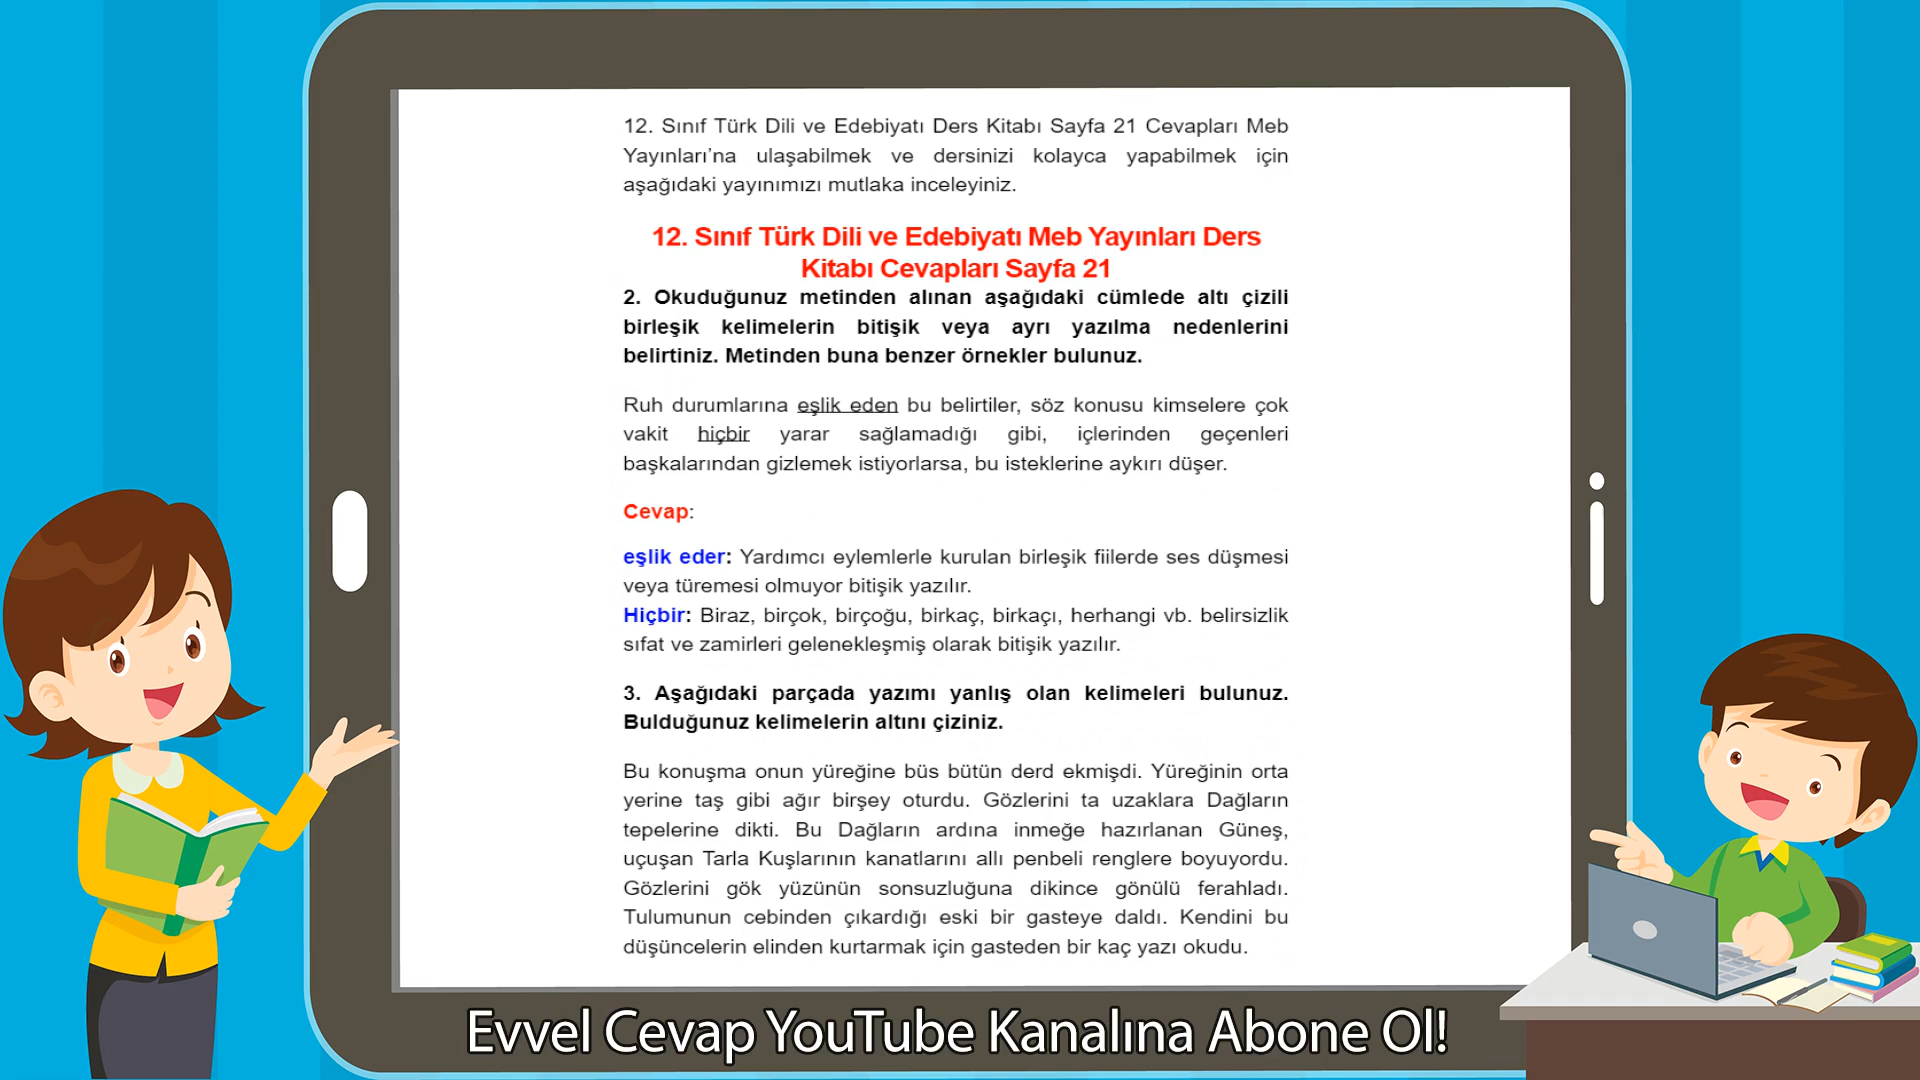 12. Sınıf Türk Dili ve Edebiyatı Ders Kitabı Sayfa 21 Cevapları Meb
Yayınları’na ulaşabilmek ve dersinizi kolayca yapabilmek için
aşağıdaki yayınımızı mutlaka inceleyiniz.
12. Sınıf Türk Dili ve Edebiyatı Meb Yayınları Ders
Kitabı Cevapları Sayfa 21
2. Okuduğunuz metinden alınan aşağıdaki cümlede altı çizili
birleşik kelimelerin bitişik veya ayrı yazılma nedenlerini
belirtiniz. Metinden buna benzer örnekler bulunuz.
Ruh durumlarına eşlik eden bu belirtiler, söz konusu kimselere çok
vakit hiçbir yarar sağlamadığı gibi, içlerinden geçenleri
başkalarından gizlemek istiyorlarsa, bu isteklerine aykırı düşer.
Cevap:
eşlik eder: Yardımcı eylemlerle kurulan birleşik fiilerde ses düşmesi
veya türemesi olmuyor bitişik yazılır.
Hiçbir: Biraz, birçok, birçoğu, birkaç, birkaçı, herhangi vb. belirsizlik
sıfat ve zamirleri gelenekleşmiş olarak bitişik yazılır.
3. Aşağıdaki parçada yazımı yanlış olan kelimeleri bulunuz.
Bulduğunuz kelimelerin altını çiziniz.
Bu konuşma onun yüreğine büs bütün derd ekmişdi. Yüreğinin orta
yerine taş gibi ağır birşey oturdu. Gözlerini ta uzaklara Dağların
tepelerine dikti. Bu Dağların ardına inmeğe hazırlanan Güneş,
uçuşan Tarla Kuşlarının kanatlarını allı penbeli renglere boyuyordu.
Gözlerini gök yüzünün sonsuzluğuna dikince gönülü ferahladı.
Tulumunun cebinden çıkardığı eski bir gasteye daldı. Kendini bu
düşüncelerin elinden kurtarmak için gasteden bir kaç yazı okudu.
Evvel Cevap YouTube Kanalına Abone Ol!